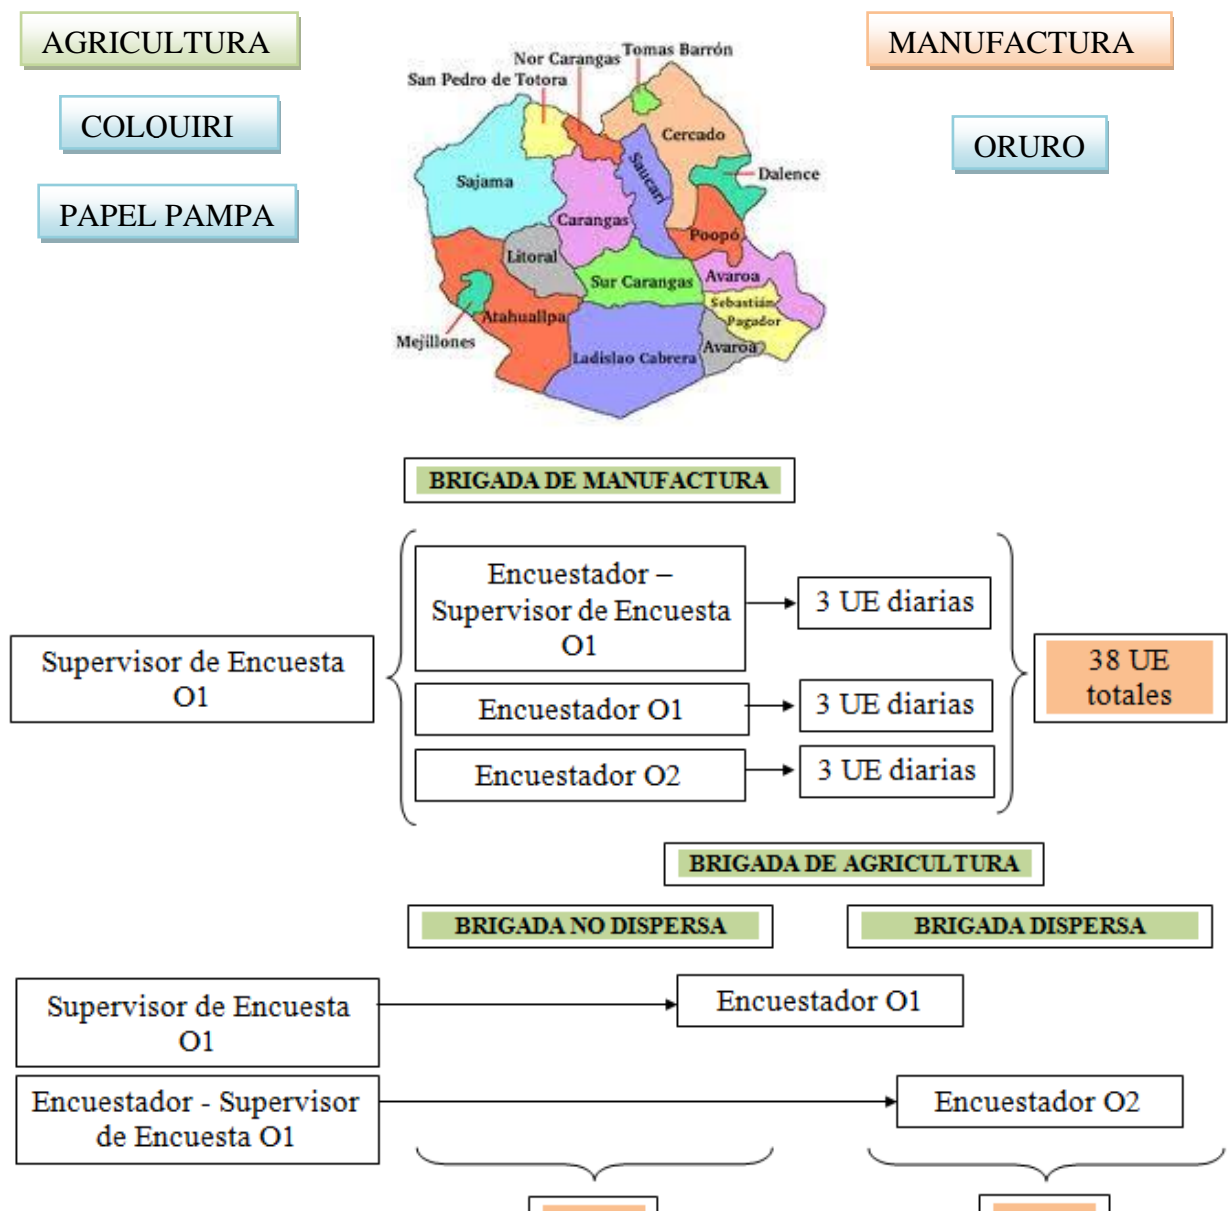 AGRICULTURA
MANUFACTURA
COLOUIRI
ORURO
PAPEL PAMPA
Tomas Barrón
Nor Carangas
San Pedro de Totora
Cercado
Saucarí
Dalence
Sajama
Carangas
Poopó
Litoral
Avaroa
Sur Carangas
Sebastián
Pagador
Atahuallpa
Mejillones
Avaroa
Ladislao Cabrera
BRIGADA DE MANUFACTURA
Supervisor de Encuesta
O1
Encuestador –
Supervisor de Encuesta
O1
3 UE diarias
Encuestador O1
3 UE diarias
Encuestador O2
3 UE diarias
38 UE
totales
BRIGADA DE AGRICULTURA
BRIGADA NO DISPERSA
BRIGADA DISPERSA
Supervisor de Encuesta
O1
Encuestador O1
Encuestador - Supervisor
de Encuesta O1
Encuestador O2